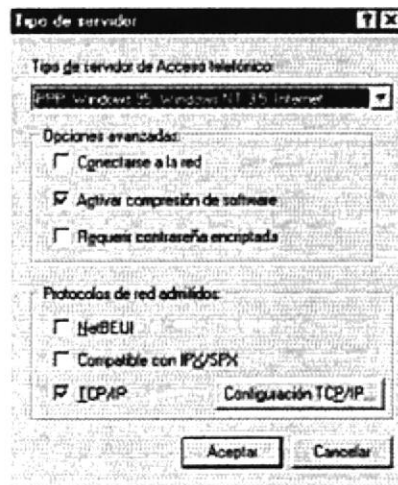 Tipo de servidor
Tipo de servidor de Acceso telefónico:
PPP: Windows 95, Windows NT 3.5, Internet
Opciones avanzadas:
Conectarse a la red
Activar compresión de software
Requerir contraseña encriptada
Protocolos de red admitidos:
NetBEUI
Compatible con IPX/SPX
TCP/IP
Configuración TCP/IP...
Aceptar
Cancelar